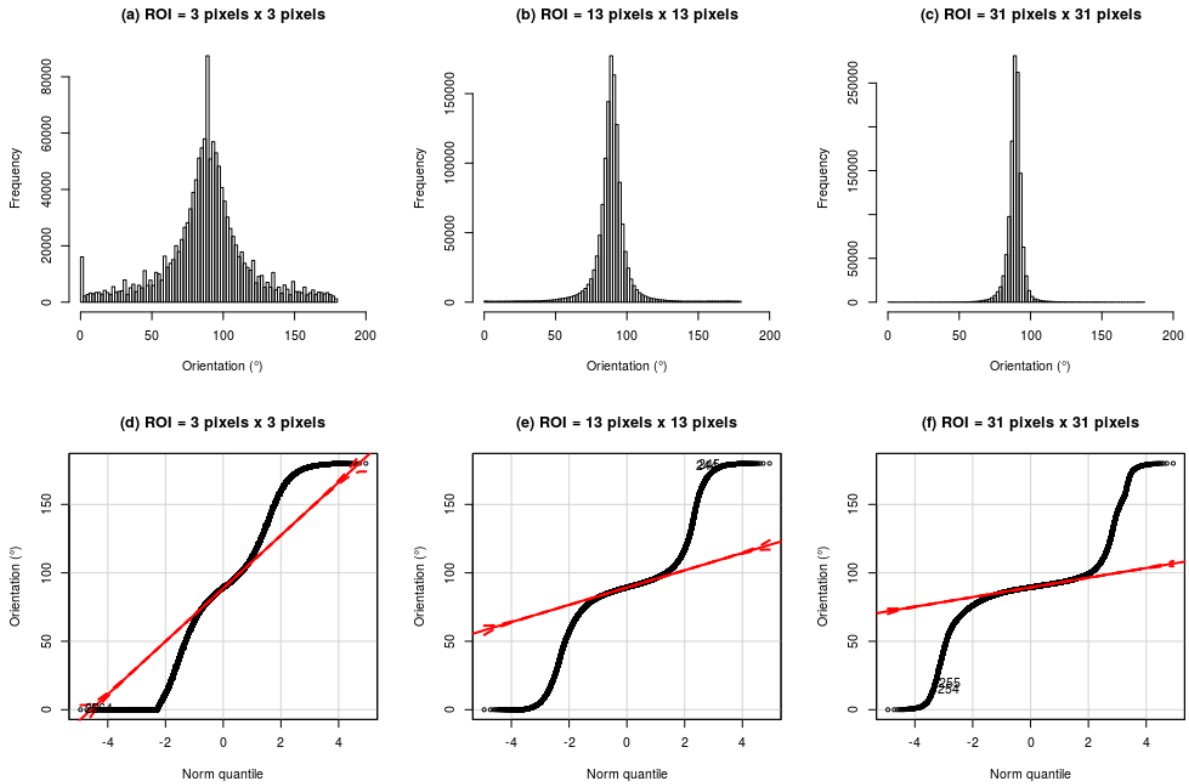 (a) ROI = 3 pixels x 3 pixels
Frequency
0 20000 40000 60000 80000
0 50 100 150 200
Orientation (°)
(b) ROI = 13 pixels x 13 pixels
Frequency
0 50000 100000 150000
0 50 100 150 200
Orientation (°)
(c) ROI = 31 pixels x 31 pixels
Frequency
0 50000 150000 250000
0 50 100 150 200
Orientation (°)
(d) ROI = 3 pixels x 3 pixels
Orientation (°)
0 50 100 150
-4 -2 0 2 4
Norm quantile
(e) ROI = 13 pixels x 13 pixels
Orientation (°)
0 50 100 150
-4 -2 0 2 4
Norm quantile
(f) ROI = 31 pixels x 31 pixels
Orientation (°)
0 50 100 150
255
254
-4 -2 0 2 4
Norm quantile